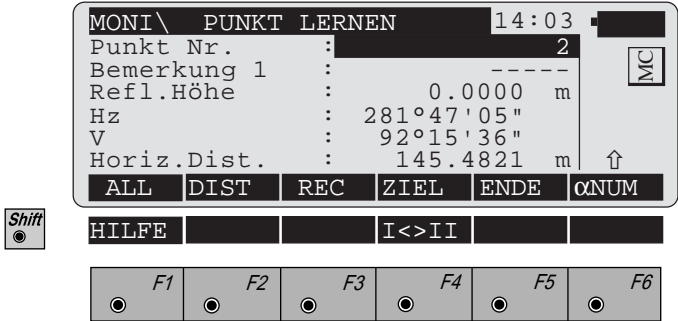 MONI\ PUNKT LERNEN 14:03
Punkt Nr. : 2
Bemerkung 1 : -----
Refl.Höhe : 0.0000 m
Hz : 281°47'05"
V 92°15'36"
Horiz.Dist. : 145.4821 m ⇧
MC
ALL DIST REC ZIEL ENDE αNUM
Shift
HILFE I<>II
F1 F2 F3 F4 F5 F6